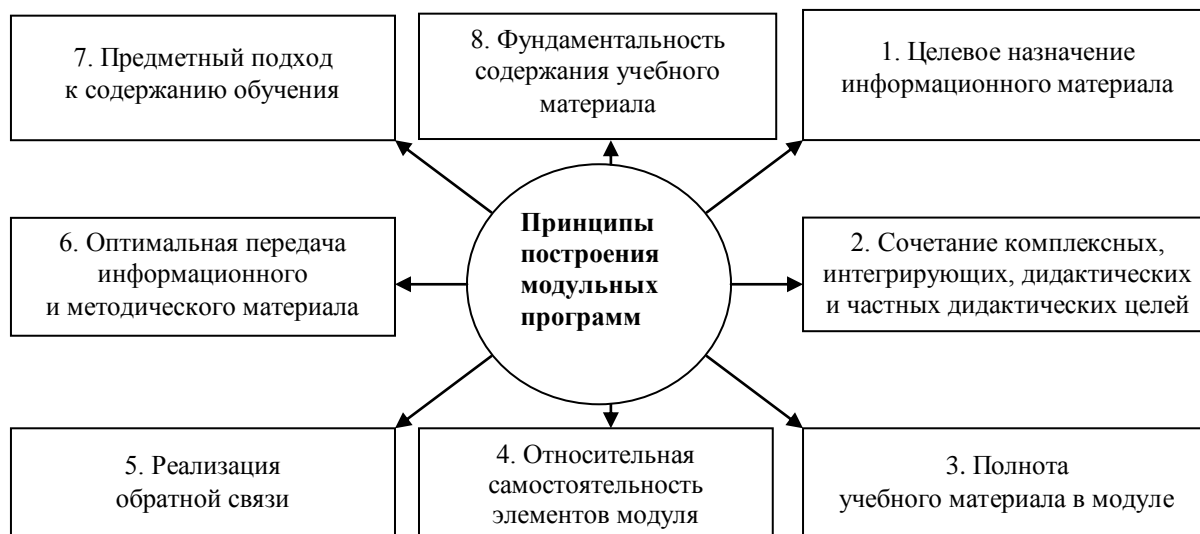 7. Предметный подход
к содержанию обучения
8. Фундаментальность
содержания учебного
материала
1. Целевое назначение
информационного материала
6. Оптимальная передача
информационного
и методического материала
Принципы
построения
модульных
программ
2. Сочетание комплексных,
интегрирующих, дидактических
и частных дидактических целей
5. Реализация
обратной связи
4. Относительная
самостоятельность
элементов модуля
3. Полнота
учебного материала в модуле